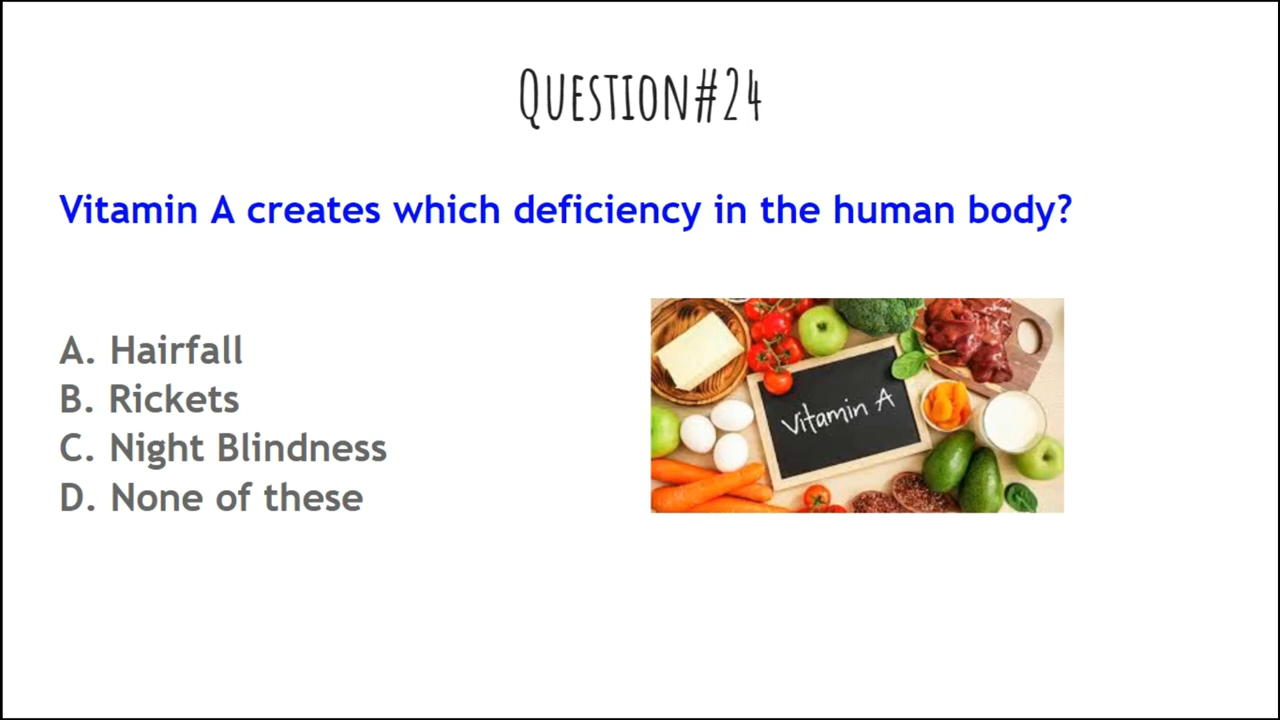 Question#24
Vitamin A creates which deficiency in the human body?
A. Hairfall
B. Rickets
C. Night Blindness
D. None of these
Vitamin A